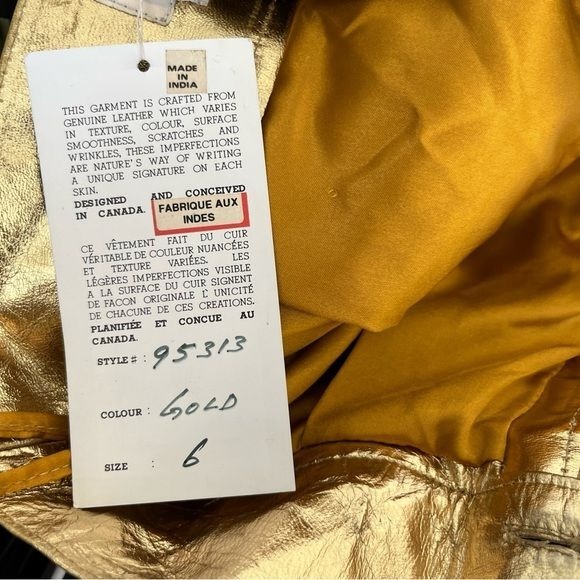 MADE
IN
INDIA
THIS GARMENT IS CRAFTED FROM
GENUINE LEATHER WHICH VARIES
IN TEXTURE, COLOUR, SURFACE
SMOOTHNESS, SCRATCHES AND
WRINKLES, THESE IMPERFECTIONS
ARE NATURE'S WAY OF WRITING
A UNIQUE SIGNATURE ON EACH
SKIN.
DESIGNED AND CONCEIVED
IN CANADA.
FABRIQUE AUX
INDES
CE VÊTEMENT FAIT DU CUIR
VÉRITABLE DE COULEUR NUANCÉES
ET TEXTURE VARIÉES. LES
LÉGÈRES IMPERFECTIONS VISIBLE
A LA SURFACE DU CUIR SIGNENT
DE FACON ORIGINALE L' UNICITÉ
DE CHACUNE DE CES CREATIONS.
PLANIFIÉE ET CONCUE AU
CANADA.
STYLE # : 95313
COLOUR : GOLD
SIZE : 6